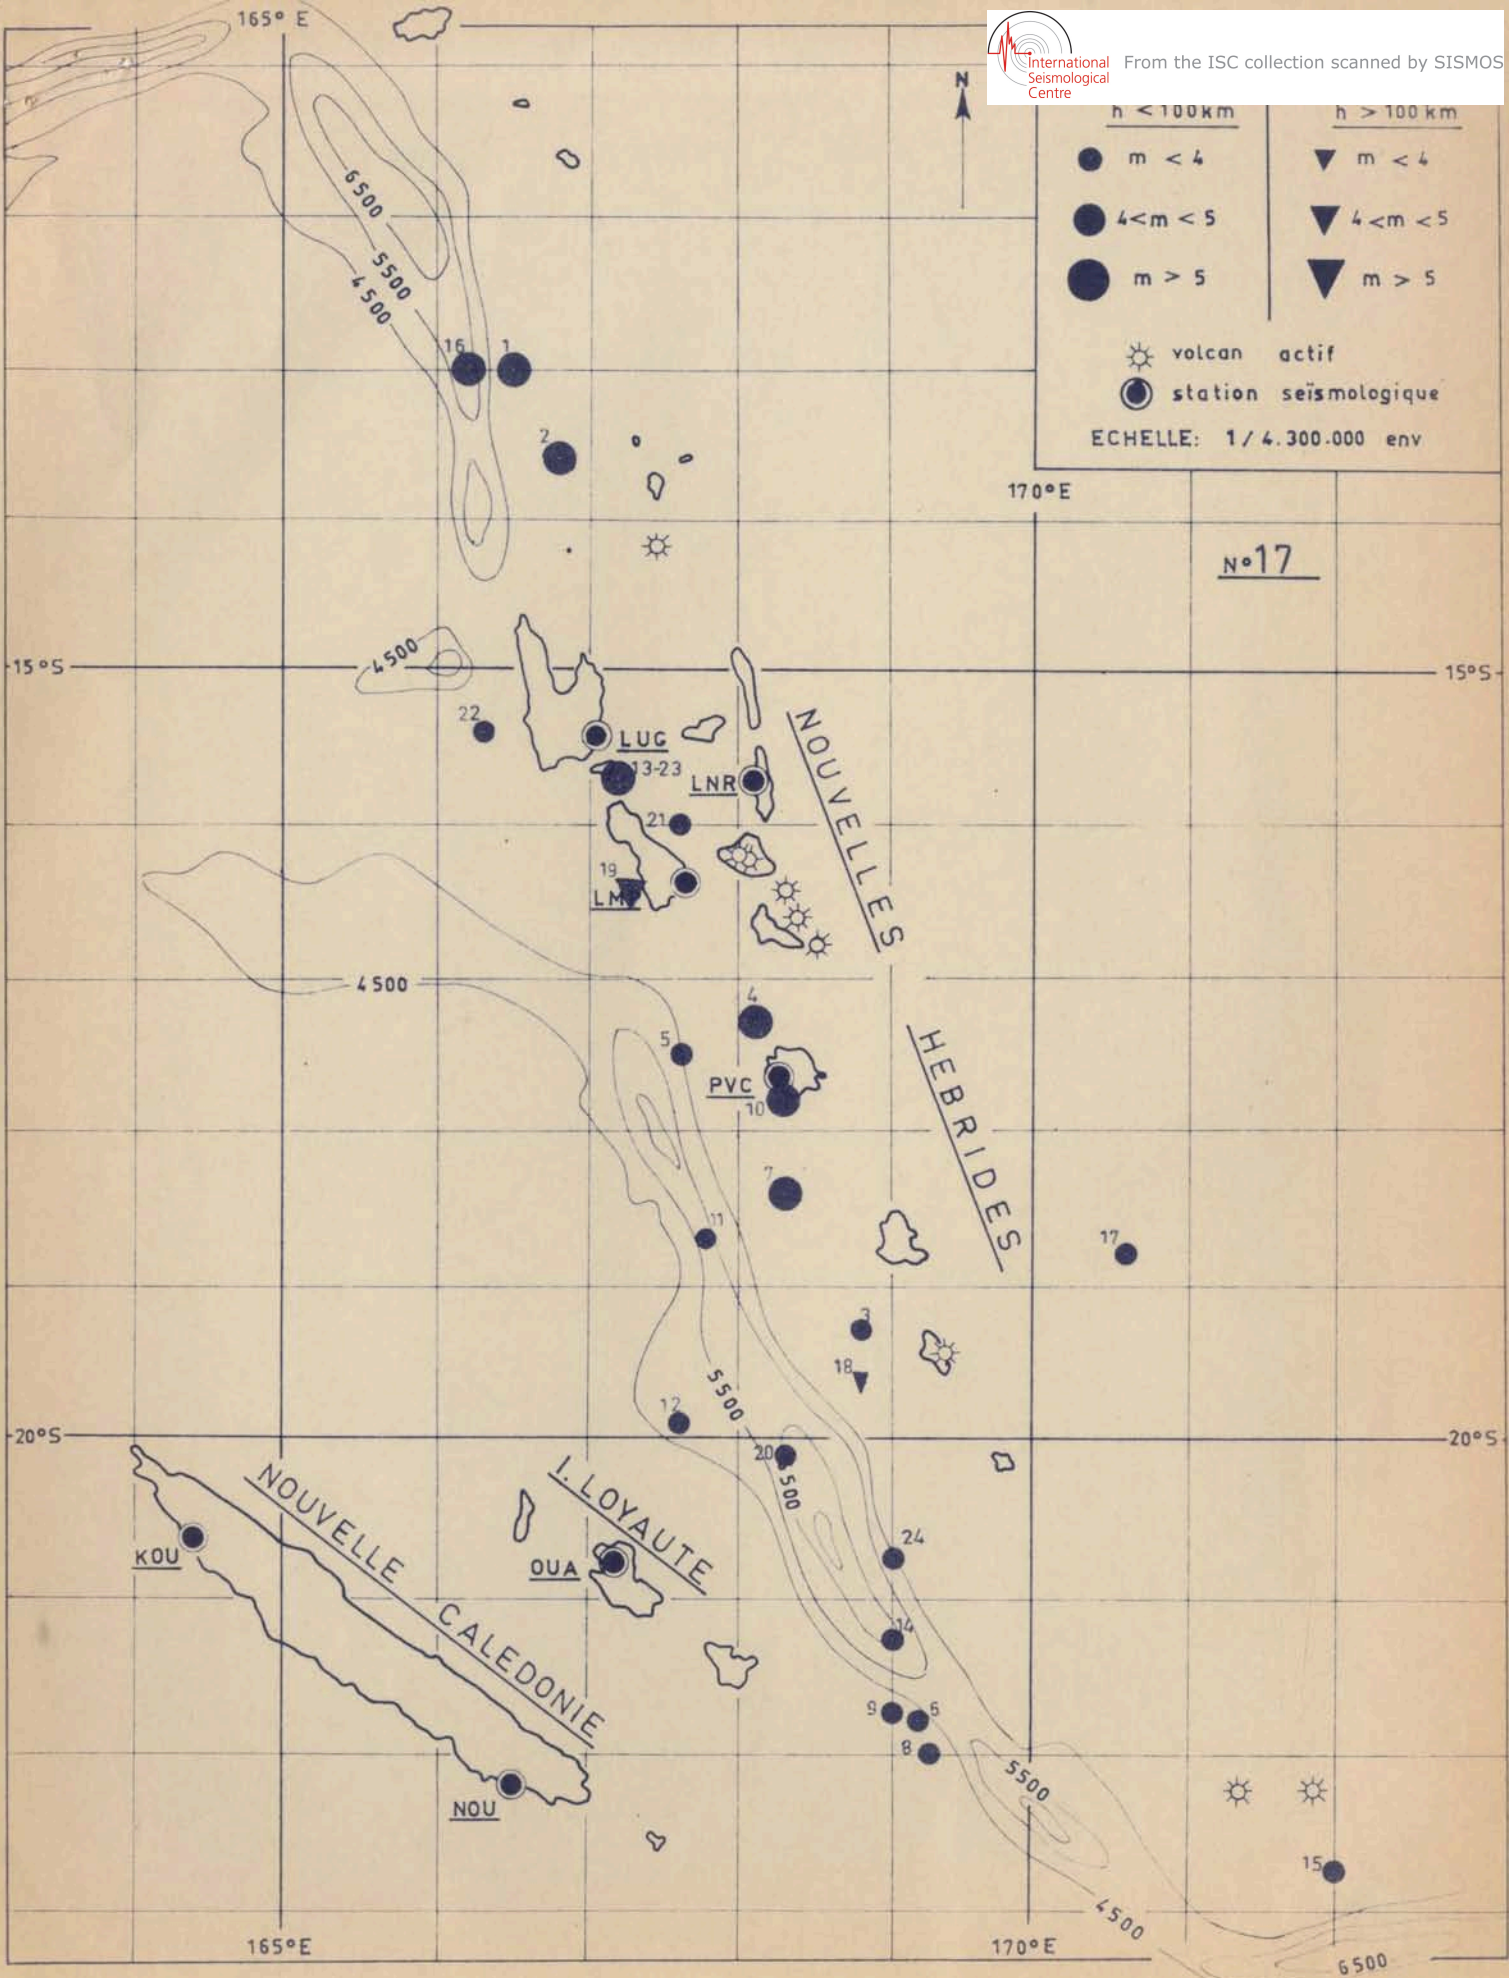 165° E
International
Seismological
Centre
From the ISC collection scanned by SISMOS
N
h < 100km
h > 100 km
m < 4
m < 4
4<m < 5
4<m <5
m > 5
m > 5
volcan actif
station seïsmologique
ECHELLE: 1/4.300.000 env
6500
5500
4500
16
1
2
170°E
N°17
15°S
4500
15°S
22
LUG
13-23
LNR
NOUVELLES
21
19
LM
4500
4
5
PVC
10
HEBRIDES
7
11
17
3
18
5500
12
20°S
20°S
20
500
NOUVELLE CALEDONIE
I. LOYAUTE
24
KOU
OUA
14
9
6
8
5500
NOU
15
4500
165°E
170°E
6500